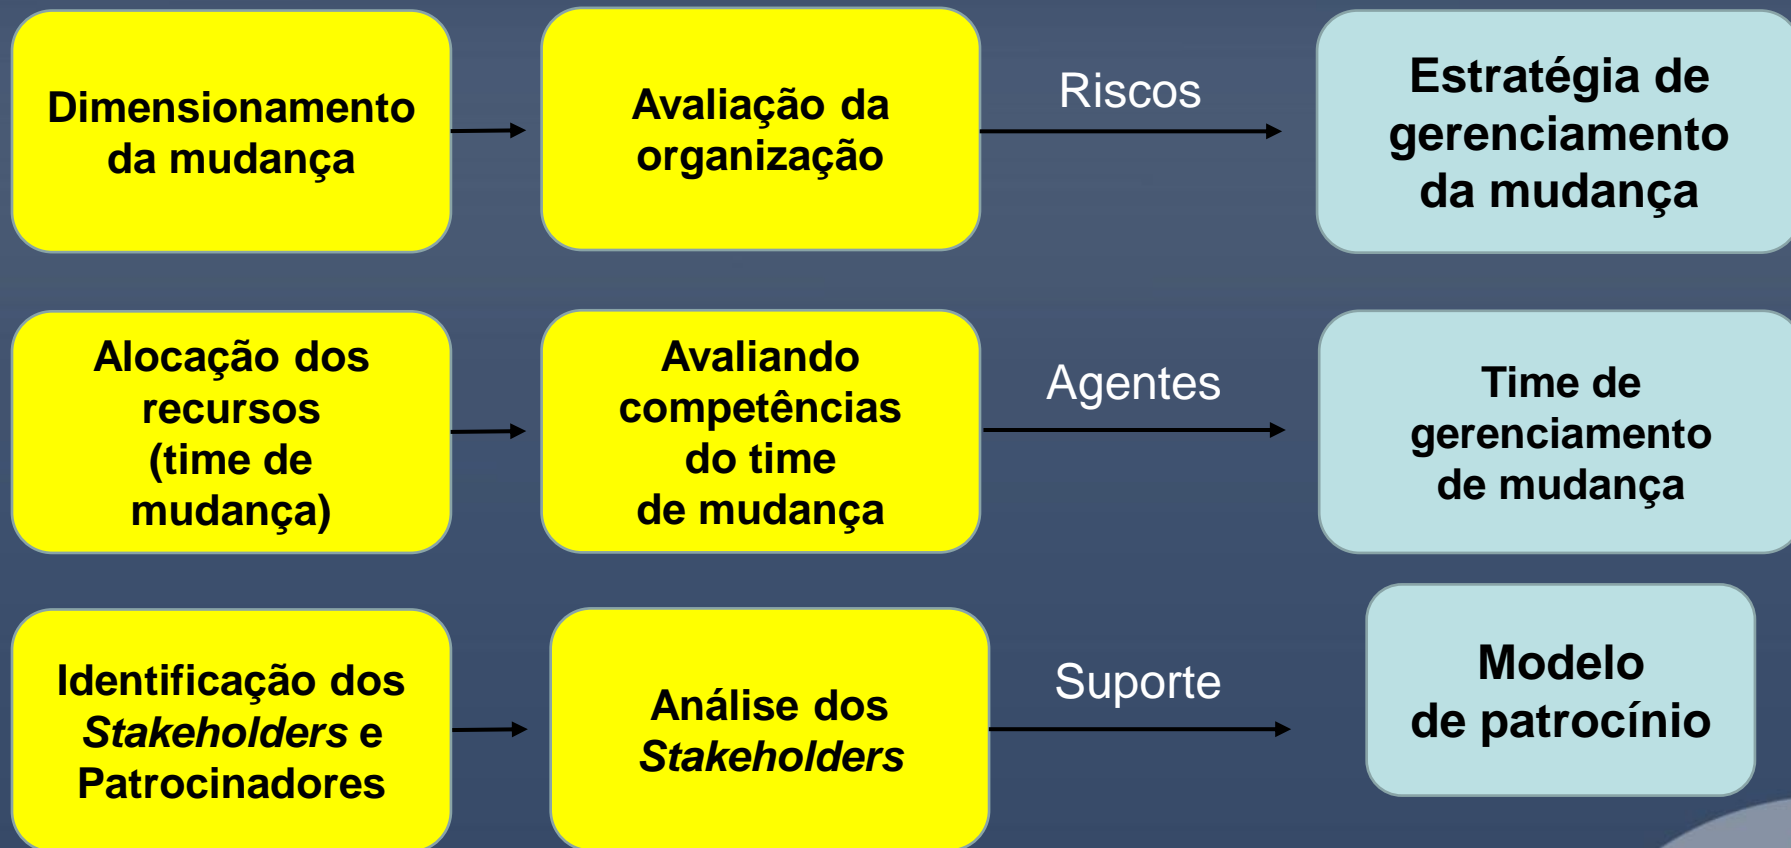 Dimensionamento
da mudança
Avaliação da
organização
Riscos
Estratégia de
gerenciamento
da mudança
Alocação dos
recursos
(time de
mudança)
Avaliando
competências
do time
de mudança
Agentes
Time de
gerenciamento
de mudança
Identificação dos
Stakeholders e
Patrocinadores
Análise dos
Stakeholders
Suporte
Modelo
de patrocínio